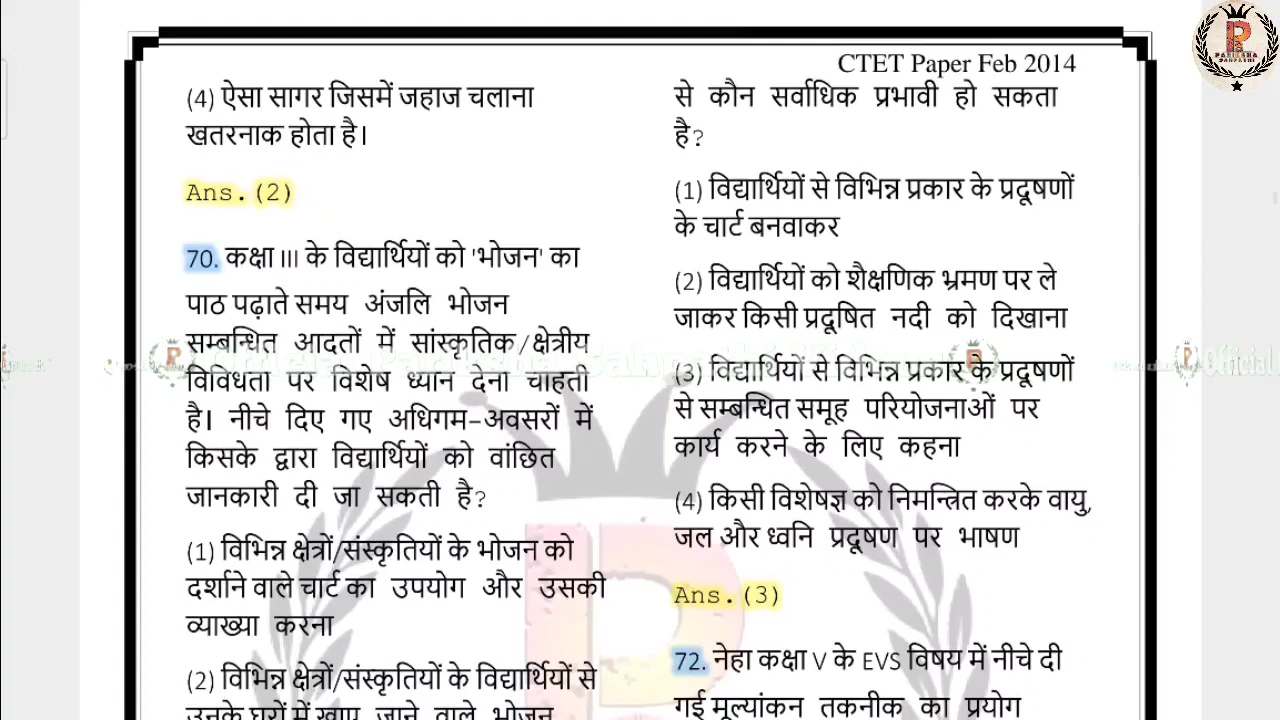 CTET Paper Feb 2014
(4) ऐसा सागर जिसमें जहाज चलाना
खतरनाक होता है।
Ans.(2)
70. कक्षा III के विद्यार्थियों को 'भोजन' का
पाठ पढ़ाते समय अंजलि भोजन
सम्बन्धित आदतों में सांस्कृतिक/क्षेत्रीय
विविधता पर विशेष ध्यान देना चाहती
है। नीचे दिए गए अधिगम-अवसरों में
किसके द्वारा विद्यार्थियों को वांछित
जानकारी दी जा सकती है?
(1) विभिन्न क्षेत्रों/संस्कृतियों के भोजन को
दर्शाने वाले चार्ट का उपयोग और उसकी
व्याख्या करना
(2) विभिन्न क्षेत्रों/संस्कृतियों के विद्यार्थियों से
उनके घरों में खाए जाने वाले भोजन
से कौन सर्वाधिक प्रभावी हो सकता
है?
(1) विद्यार्थियों से विभिन्न प्रकार के प्रदूषणों
के चार्ट बनवाकर
(2) विद्यार्थियों को शैक्षणिक भ्रमण पर ले
जाकर किसी प्रदूषित नदी को दिखाना
(3) विद्यार्थियों से विभिन्न प्रकार के प्रदूषणों
से सम्बन्धित समूह परियोजनाओं पर
कार्य करने के लिए कहना
(4) किसी विशेषज्ञ को निमन्त्रित करके वायु,
जल और ध्वनि प्रदूषण पर भाषण
Ans.(3)
72. नेहा कक्षा V के EVS विषय में नीचे दी
गई मूल्यांकन तकनीक का प्रयोग
Official